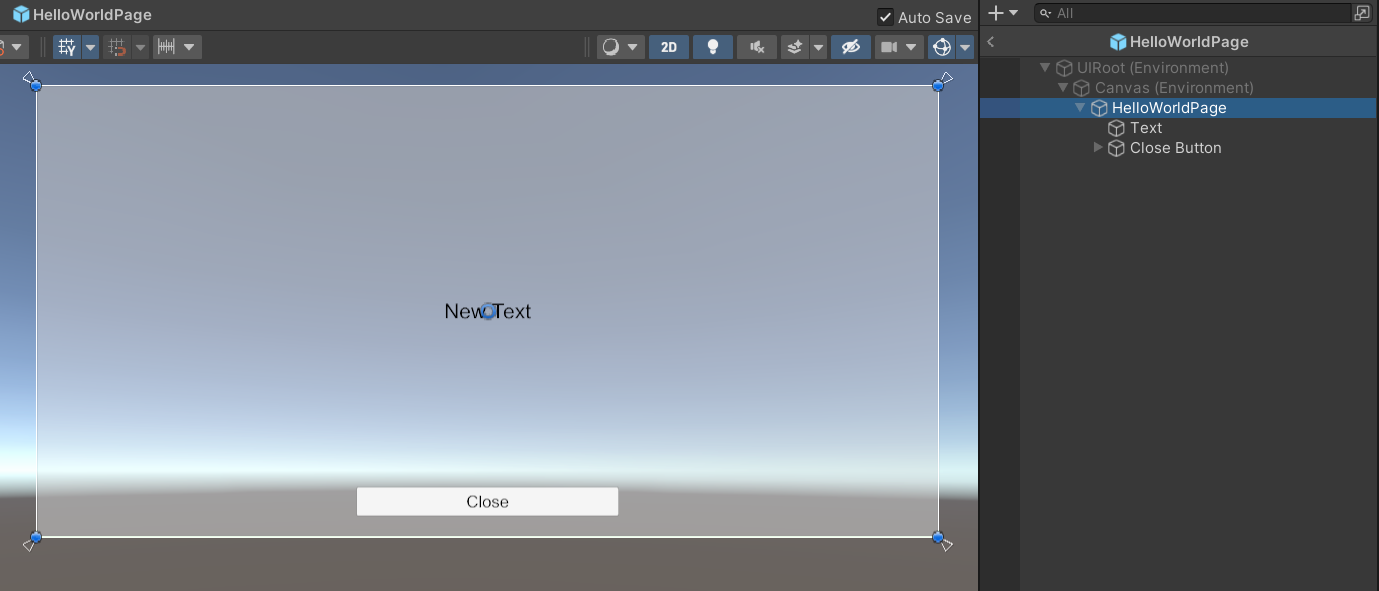 HelloWorldPage
Auto Save
All
2D
HelloWorldPage
UIRoot (Environment)
Canvas (Environment)
HelloWorldPage
Text
Close Button
New Text
Close